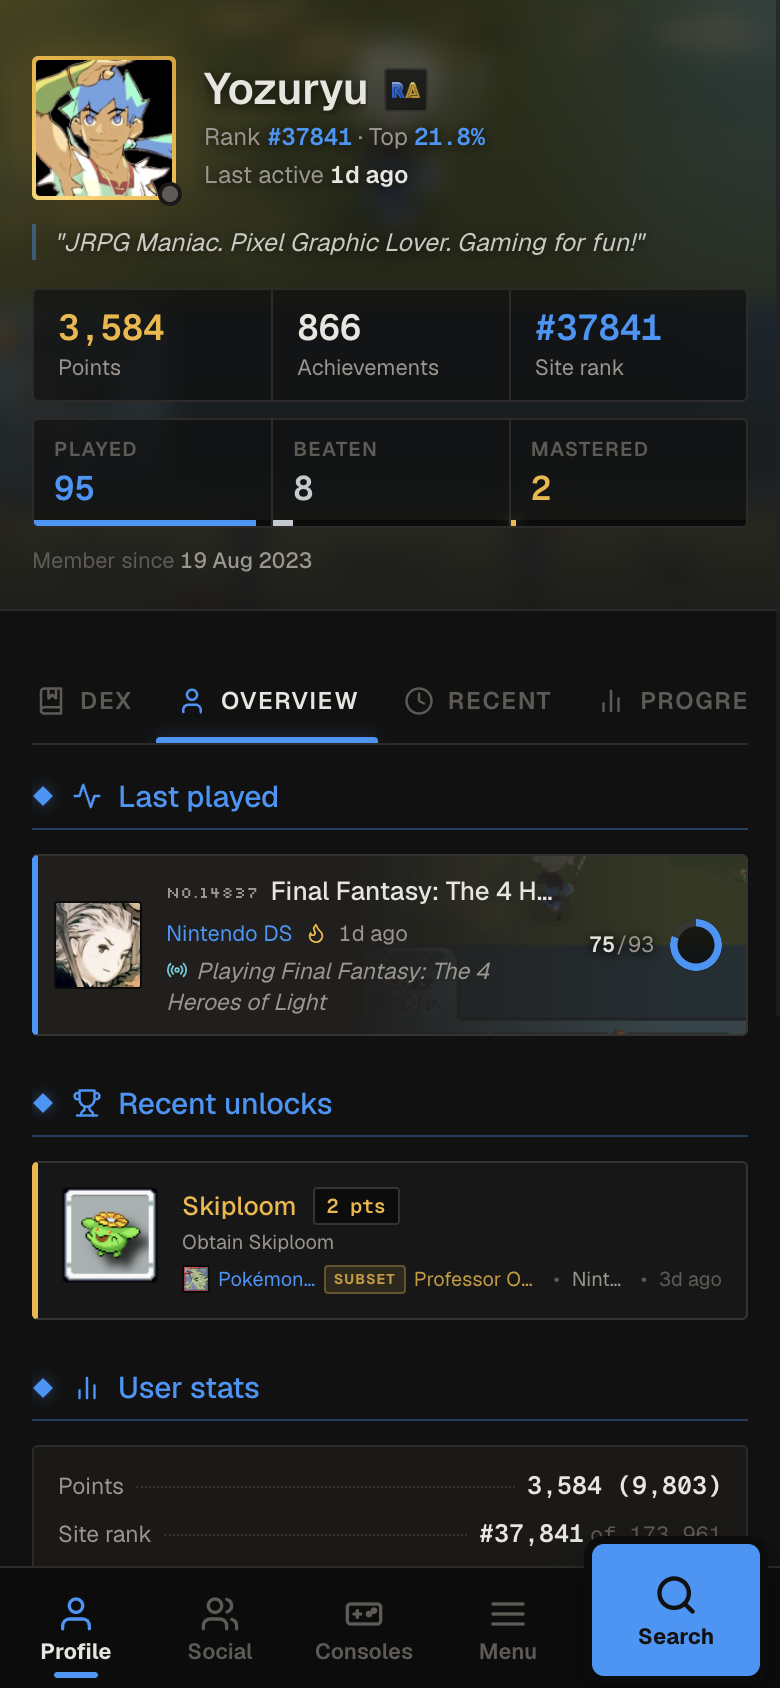 Yozuryu RA
Rank #37841 · Top 21.8%
Last active 1d ago
"JRPG Maniac. Pixel Graphic Lover. Gaming for fun!"
3,584 866 #37841
Points Achievements Site rank
PLAYED BEATEN MASTERED
95 8 2
Member since 19 Aug 2023
DEX OVERVIEW RECENT PROGRE
Last played
NO.14837 Final Fantasy: The 4 H...
Nintendo DS 1d ago
75/93
Playing Final Fantasy: The 4
Heroes of Light
Recent unlocks
Skiploom 2 pts
Obtain Skiploom
Pokémon... SUBSET Professor O... • Nint... • 3d ago
User stats
Points 3,584 (9,803)
Site rank #37,841 of 173,961
Profile Social Consoles Menu Search